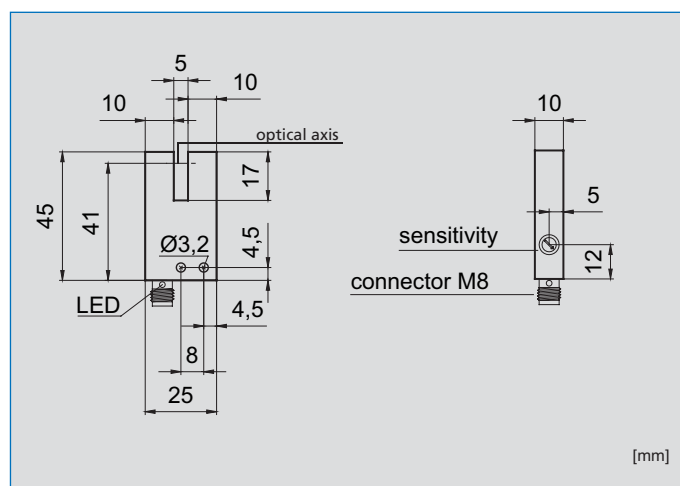 5
10
10
optical axis
45
41
17
Ø3,2
4,5
LED
4,5
8
25
10
5
sensitivity
12
connector M8
[mm]